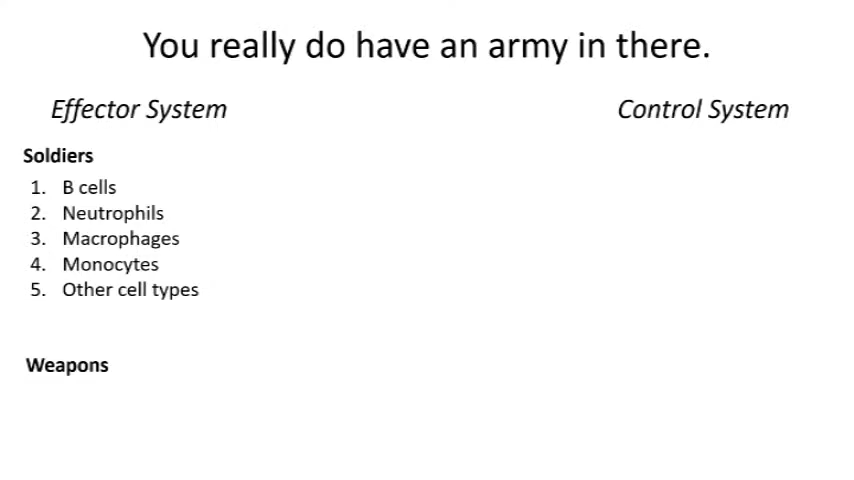 You really do have an army in there.
Effector System
Control System
Soldiers
1. B cells
2. Neutrophils
3. Macrophages
4. Monocytes
5. Other cell types
Weapons